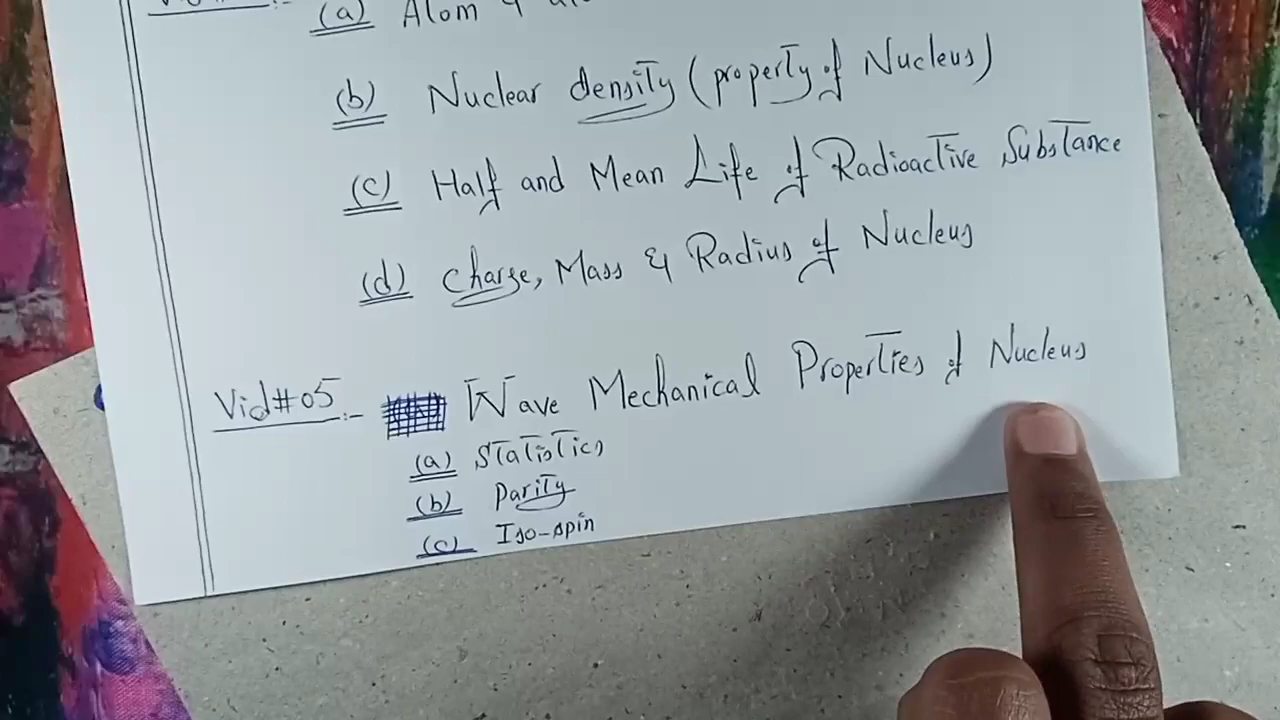 (a) Atom &
(b) Nuclear density (property of Nucleus)
(c) Half and Mean Life of Radioactive Substance
(d) Charge, Mass & Radius of Nucleus
Vid#05:- Wave Mechanical Properties of Nucleus
(a) Statistics
(b) Parity
(c) Iso-spin